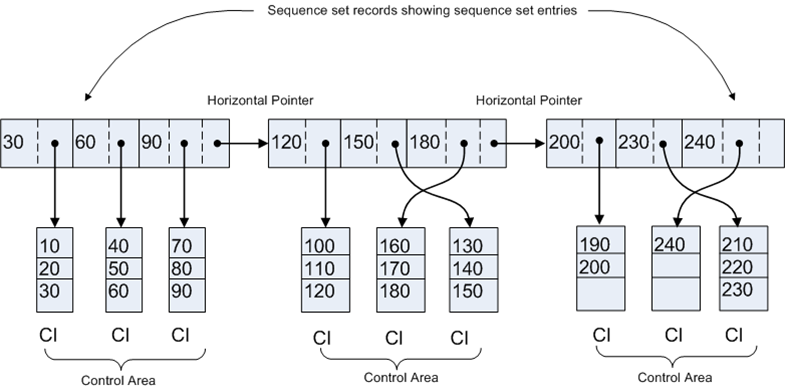 Sequence set records showing sequence set entries
Horizontal Pointer Horizontal Pointer
30 60 90 120 150 180 200 230 240
10 40 70 100 160 130 190 240 210
20 50 80 110 170 140 200 220
30 60 90 120 180 150 230
CI CI CI CI CI CI CI CI CI
Control Area Control Area Control Area